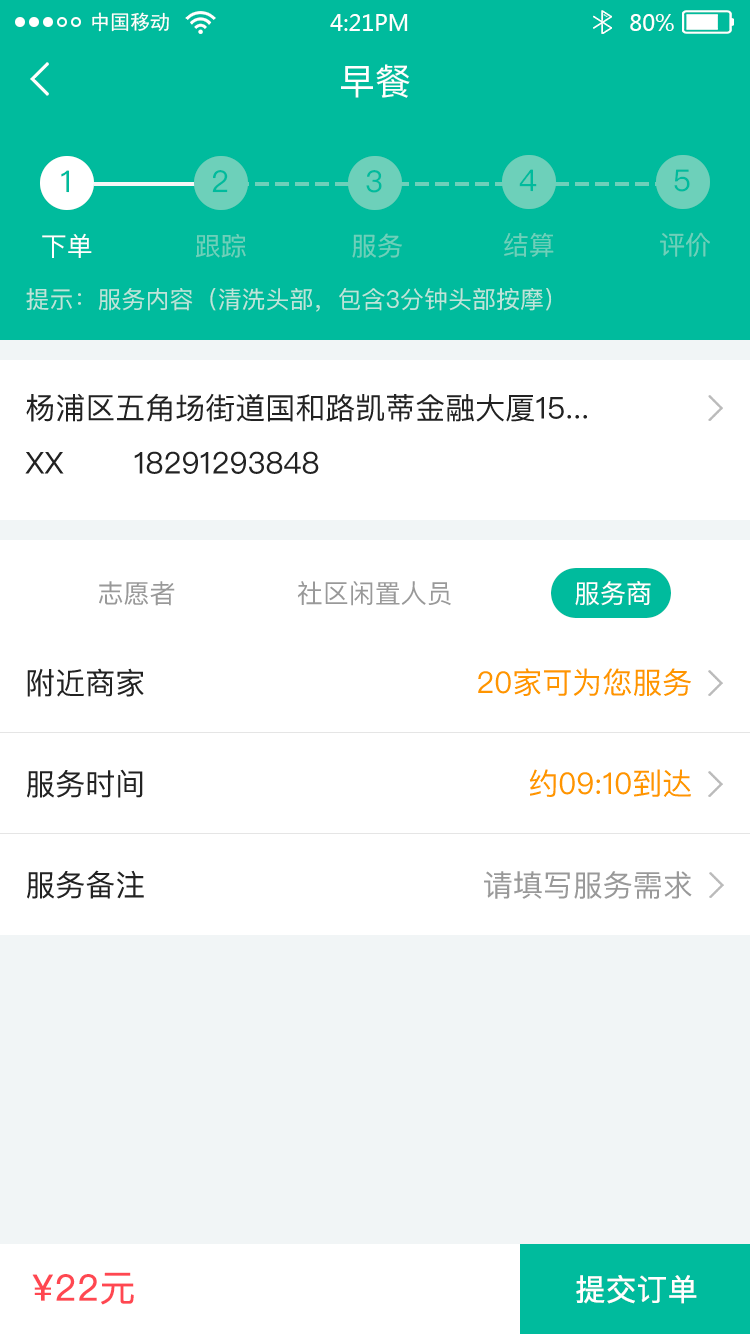 中国移动 4:21PM 80%
早餐
1 2 3 4 5
下单 跟踪 服务 结算 评价
提示：服务内容（清洗头部，包含3分钟头部按摩）
杨浦区五角场街道国和路凯蒂金融大厦15...
XX 18291293848
志愿者 社区闲置人员 服务商
附近商家 20家可为您服务
服务时间 约09:10到达
服务备注 请填写服务需求
¥22元 提交订单